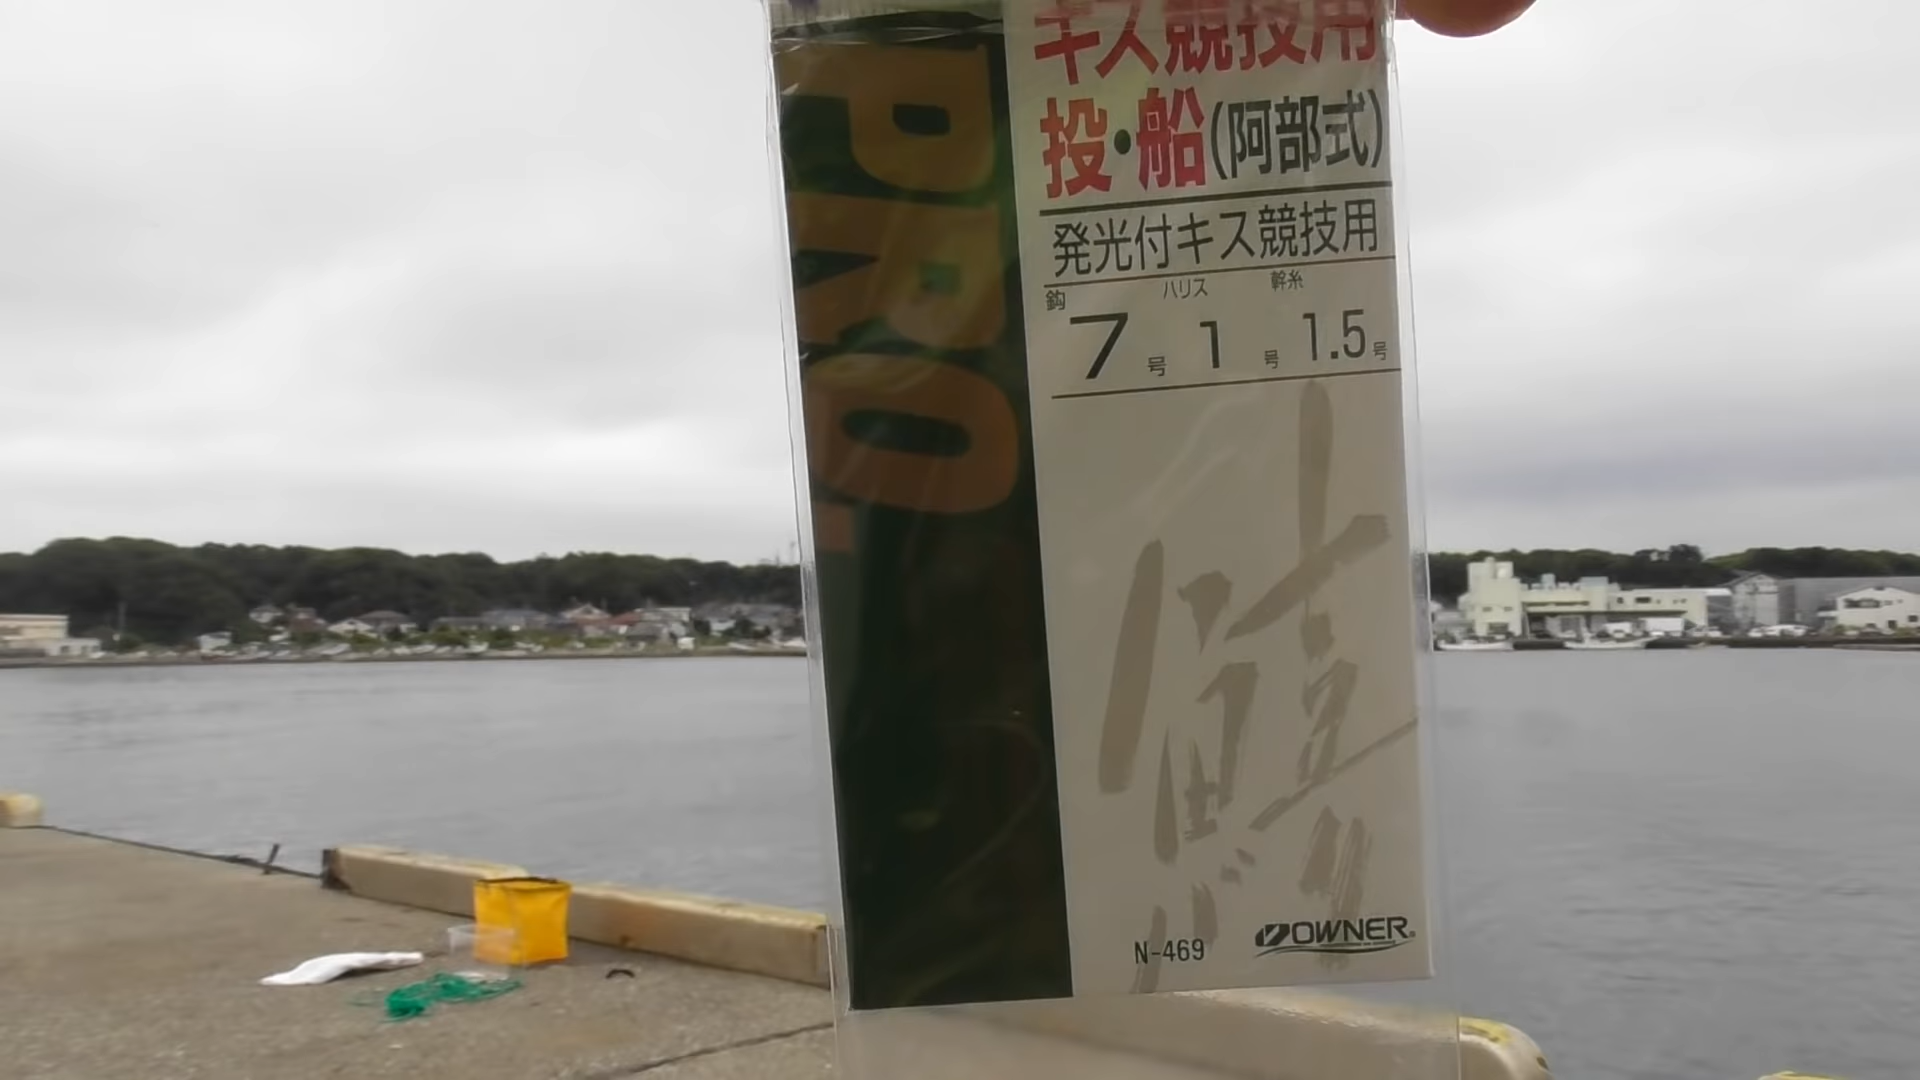 PRO
キス競技用
投・船(阿部式)
発光付キス競技用
鈎 ハリス 幹糸
7号 1号 1.5号
鱚
N-469 OWNER